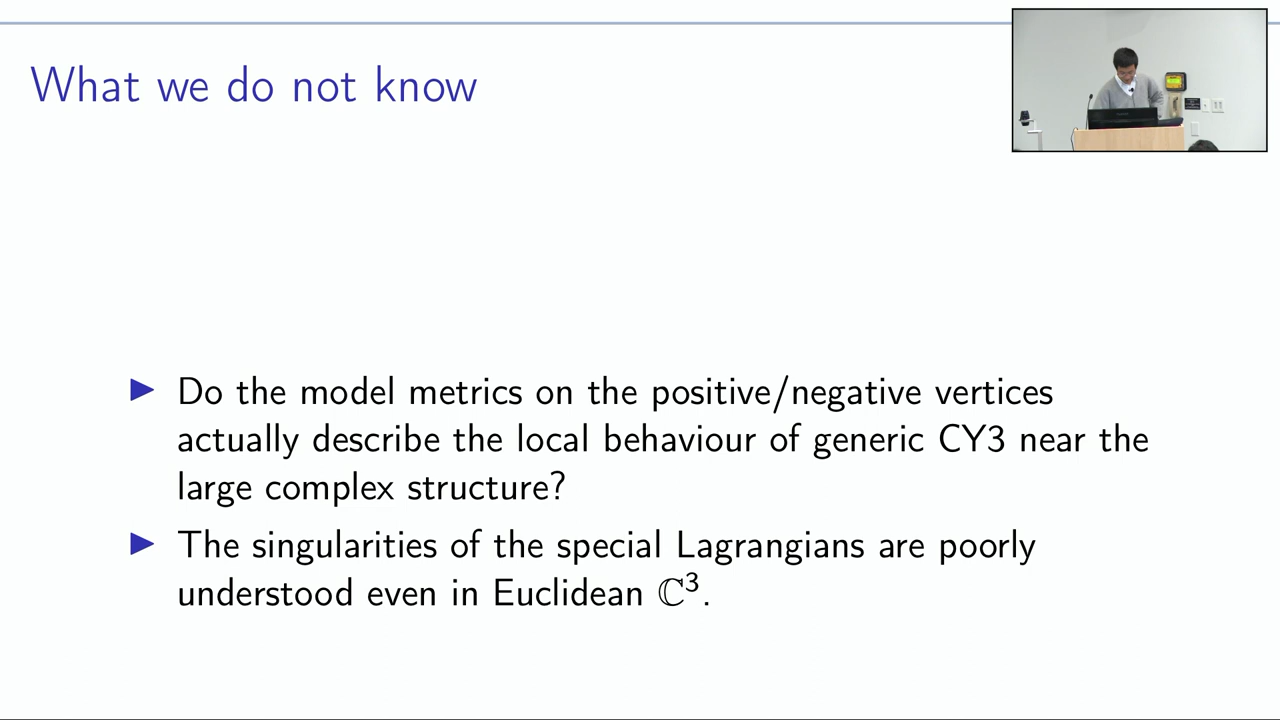 What we do not know
▶ Do the model metrics on the positive/negative vertices
actually describe the local behaviour of generic CY3 near the
large complex structure?
▶ The singularities of the special Lagrangians are poorly
understood even in Euclidean ℂ³.